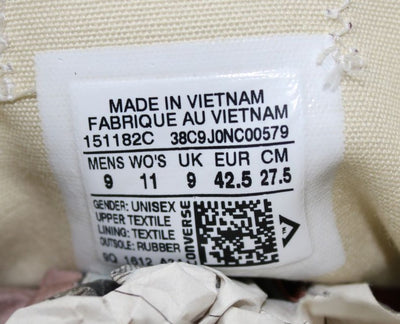 MADE IN VIETNAM
FABRIQUE AU VIETNAM
151182C 38C9J0NC00579
MENS WO'S UK EUR CM
9 11 9 42.5 27.5
GENDER: UNISEX
UPPER TEXTILE
LINING: TEXTILE
OUTSOLE: RUBBER
CONVERSE
1612